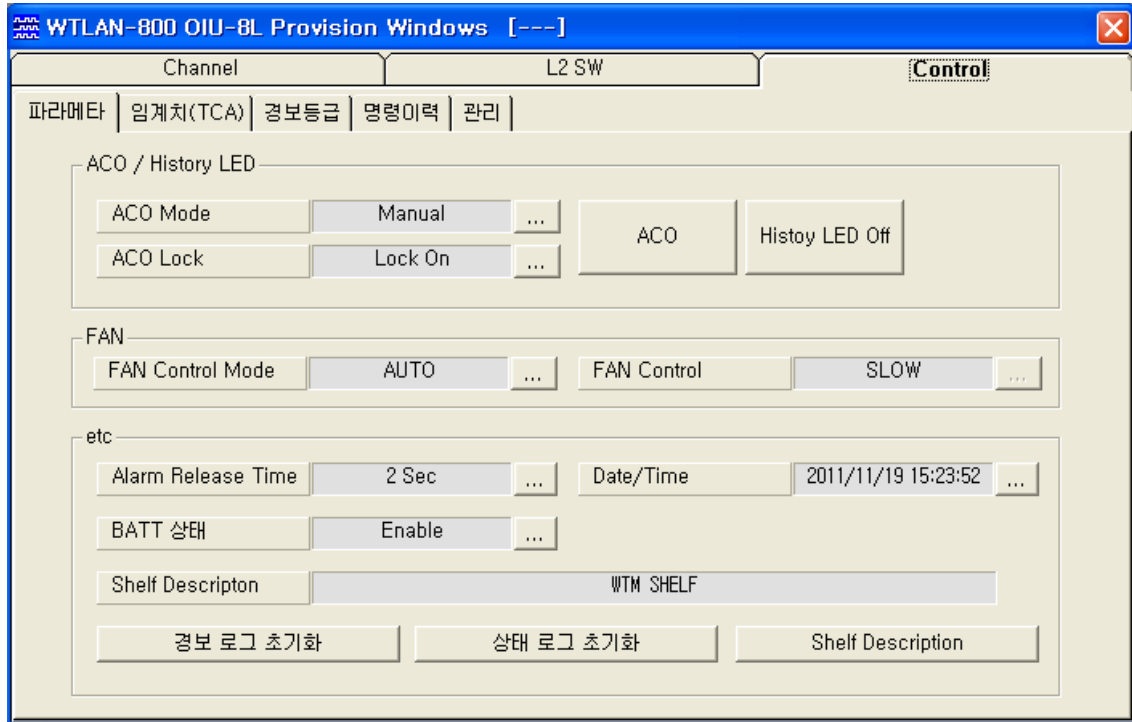 WTLAN-800 OIU-8L Provision Windows [---]
Channel L2 SW Control
파라메타 임계치(TCA) 경보등급 명령이력 관리
ACO / History LED
ACO Mode Manual ... ACO Histoy LED Off
ACO Lock Lock On ...
FAN
FAN Control Mode AUTO ... FAN Control SLOW ...
etc
Alarm Release Time 2 Sec ... Date/Time 2011/11/19 15:23:52 ...
BATT 상태 Enable ...
Shelf Descripton WTM SHELF
경보 로그 초기화 상태 로그 초기화 Shelf Description